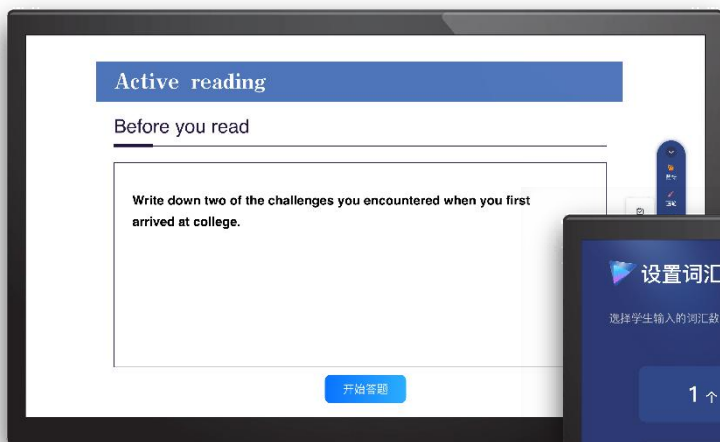 Active reading
Before you read
Write down two of the challenges you encountered when you first
arrived at college.
开始答题
设置词汇
选择学生输入的词汇数
1 个